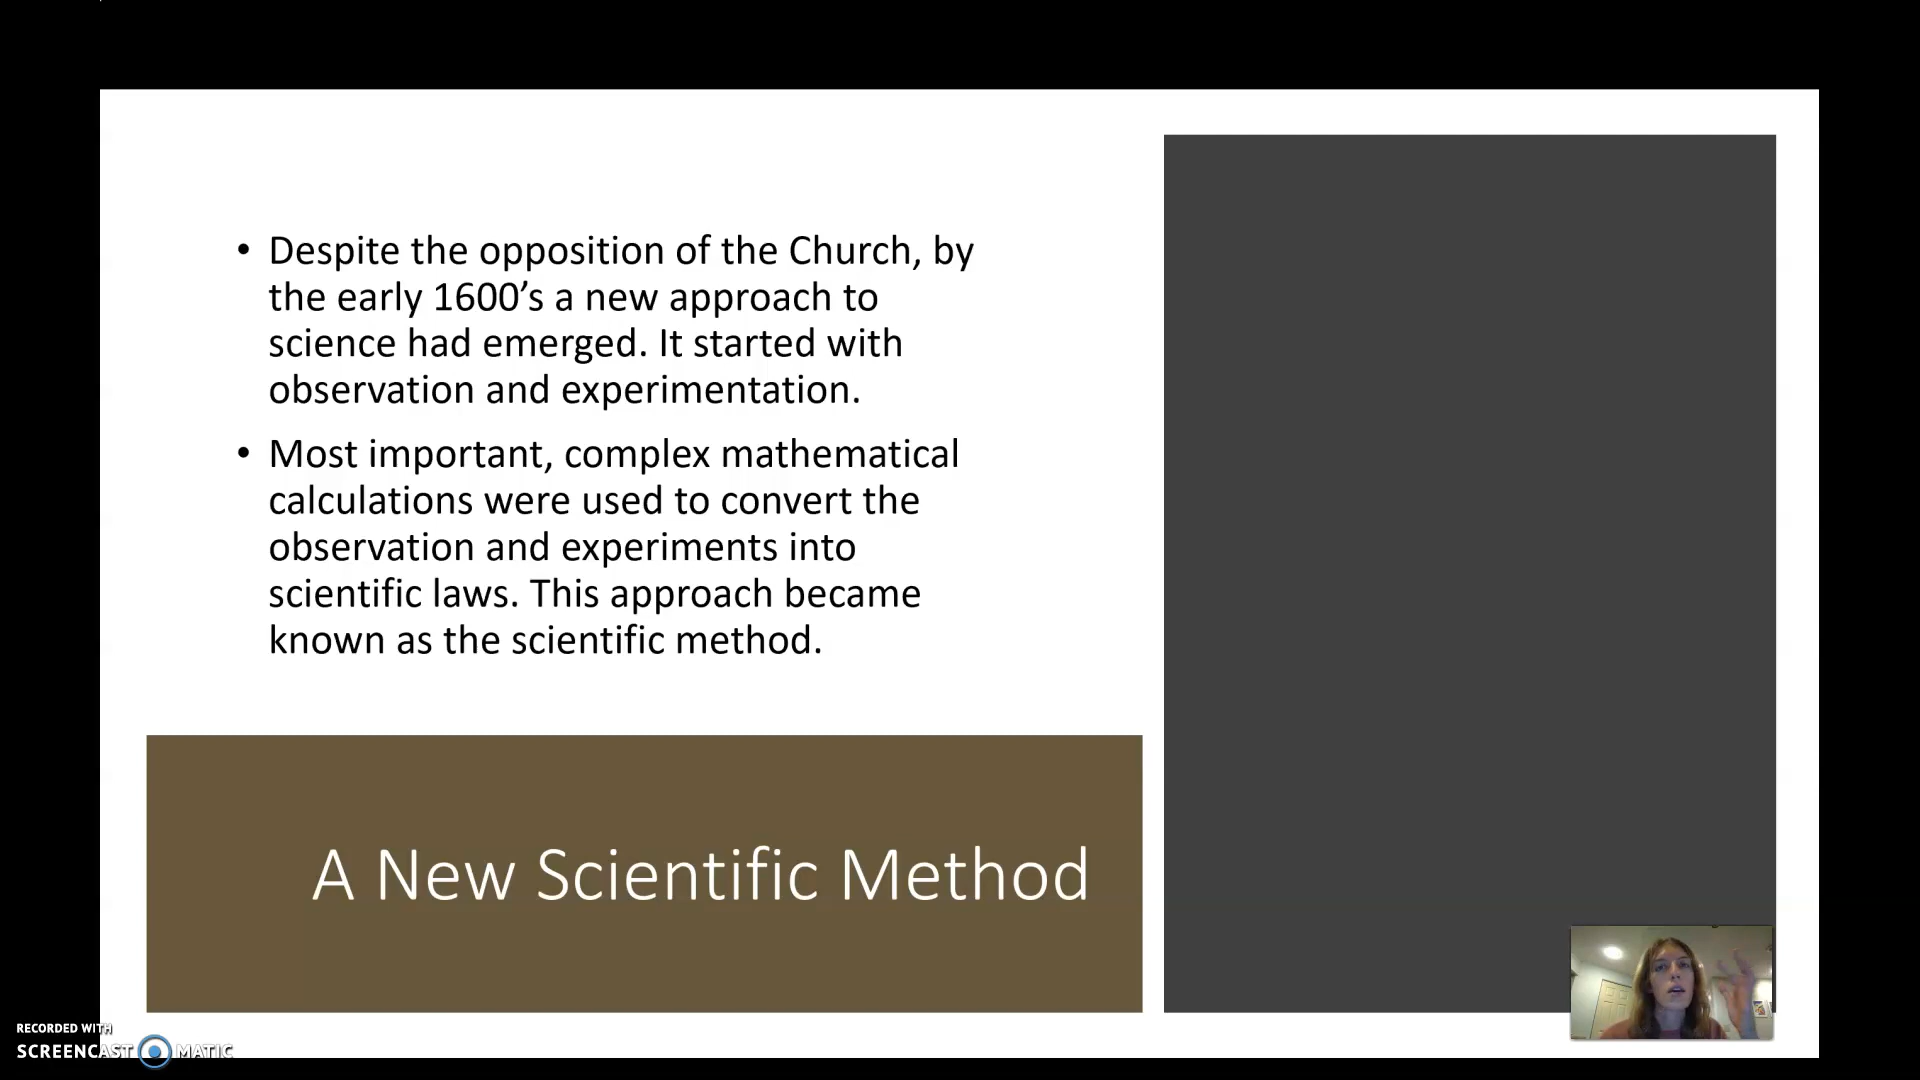 • Despite the opposition of the Church, by
the early 1600’s a new approach to
science had emerged. It started with
observation and experimentation.
• Most important, complex mathematical
calculations were used to convert the
observation and experiments into
scientific laws. This approach became
known as the scientific method.
A New Scientific Method
RECORDED WITH
SCREENCAST MATIC